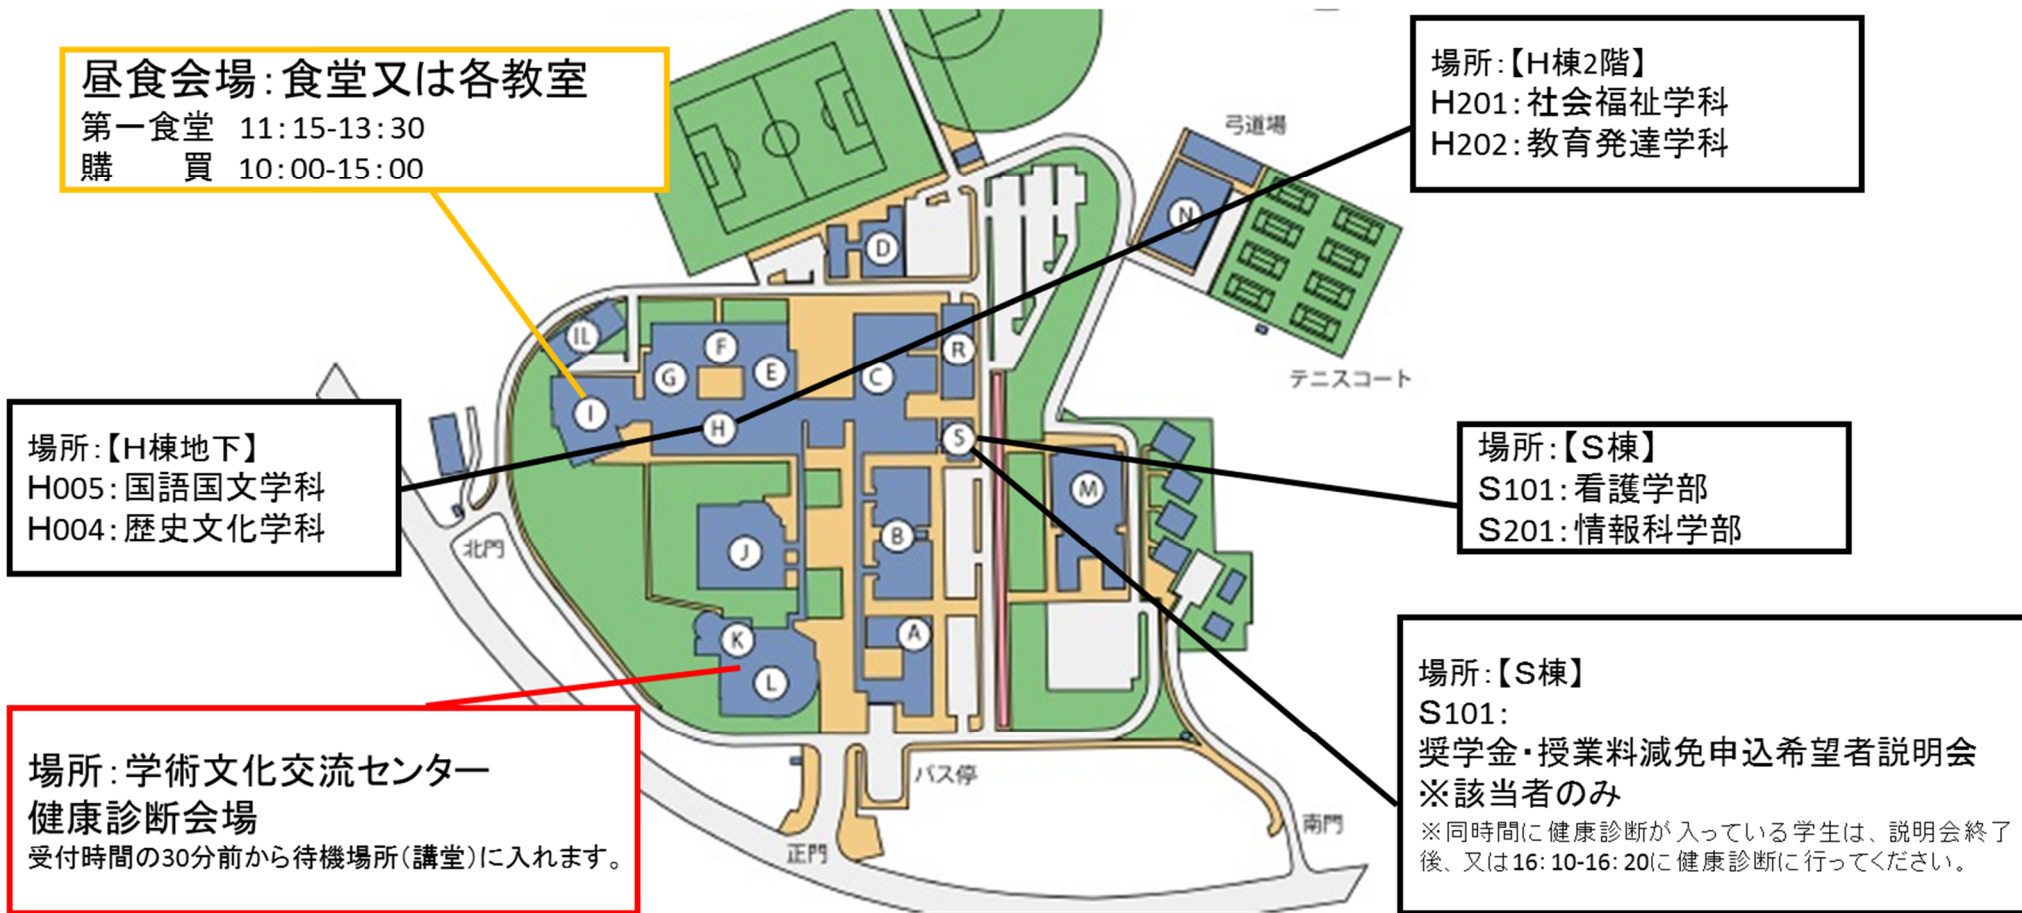 昼食会場：食堂又は各教室
第一食堂 11：15-13：30
購　　買 10：00-15：00
場所：【H棟2階】
H201：社会福祉学科
H202：教育発達学科
弓道場
N
D
テニスコート
IL
F
R
G
E
C
I
H
S
場所：【H棟地下】
H005：国語国文学科
H004：歴史文化学科
場所：【S棟】
S101：看護学部
S201：情報科学部
M
北門
J
B
K
A
L
場所：学術文化交流センター
健康診断会場
受付時間の30分前から待機場所（講堂）に入れます。
バス停
正門
南門
場所：【S棟】
S101：
奨学金・授業料減免申込希望者説明会
※該当者のみ
※同時間に健康診断が入っている学生は、説明会終了
後、又は16：10-16：20に健康診断に行ってください。